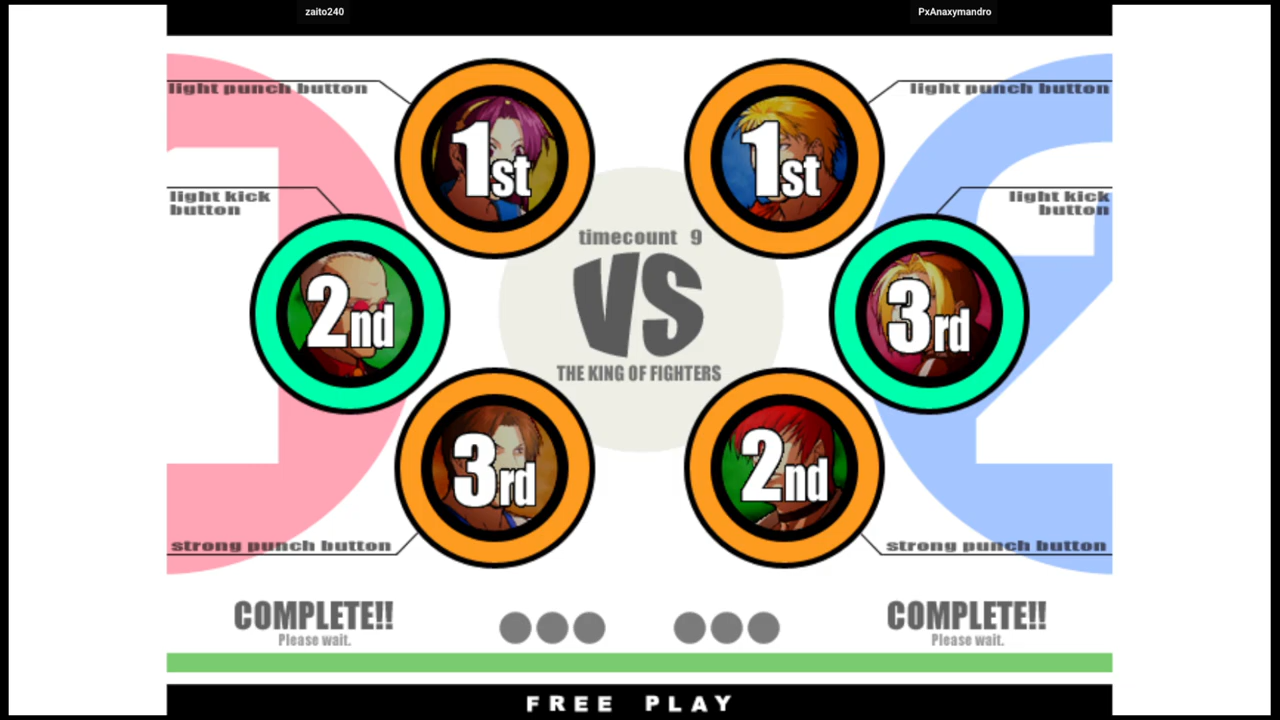 zaito240
PxAnaxymandro
light punch button
light punch button
1st
1st
light kick
button
light kick
button
timecount 9
VS
THE KING OF FIGHTERS
2nd
3rd
3rd
2nd
strong punch button
strong punch button
COMPLETE!!
Please wait.
COMPLETE!!
Please wait.
FREE PLAY